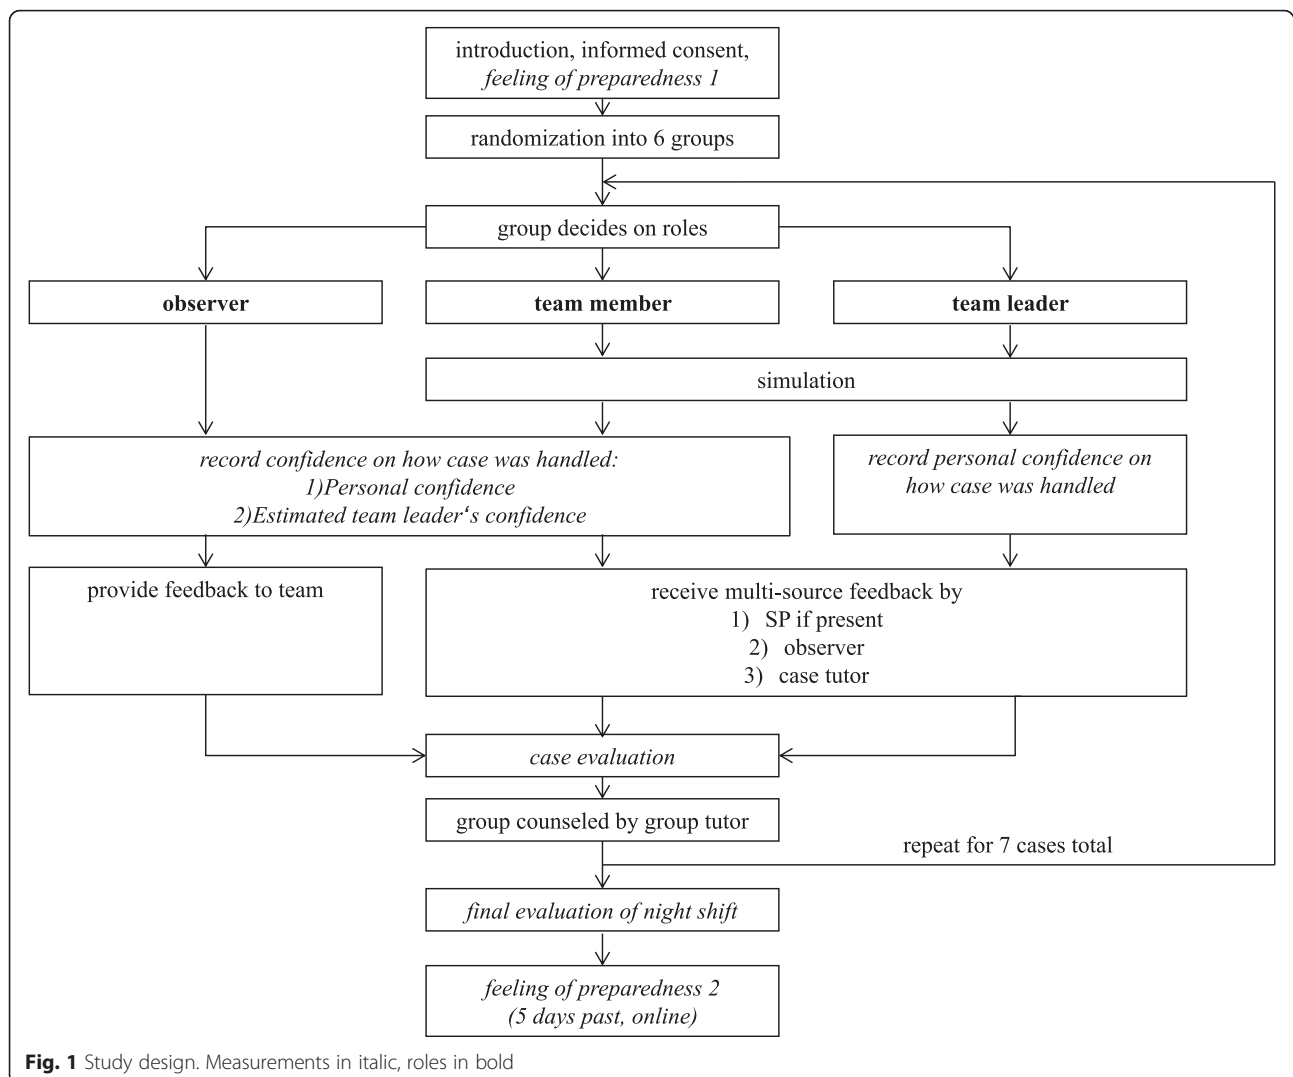 introduction, informed consent,
feeling of preparedness 1
randomization into 6 groups
group decides on roles
observer
team member
team leader
simulation
record confidence on how case was handled:
1)Personal confidence
2)Estimated team leader‘s confidence
record personal confidence on
how case was handled
provide feedback to team
receive multi-source feedback by
1) SP if present
2) observer
3) case tutor
case evaluation
group counseled by group tutor
repeat for 7 cases total
final evaluation of night shift
feeling of preparedness 2
(5 days past, online)
Fig. 1 Study design. Measurements in italic, roles in bold